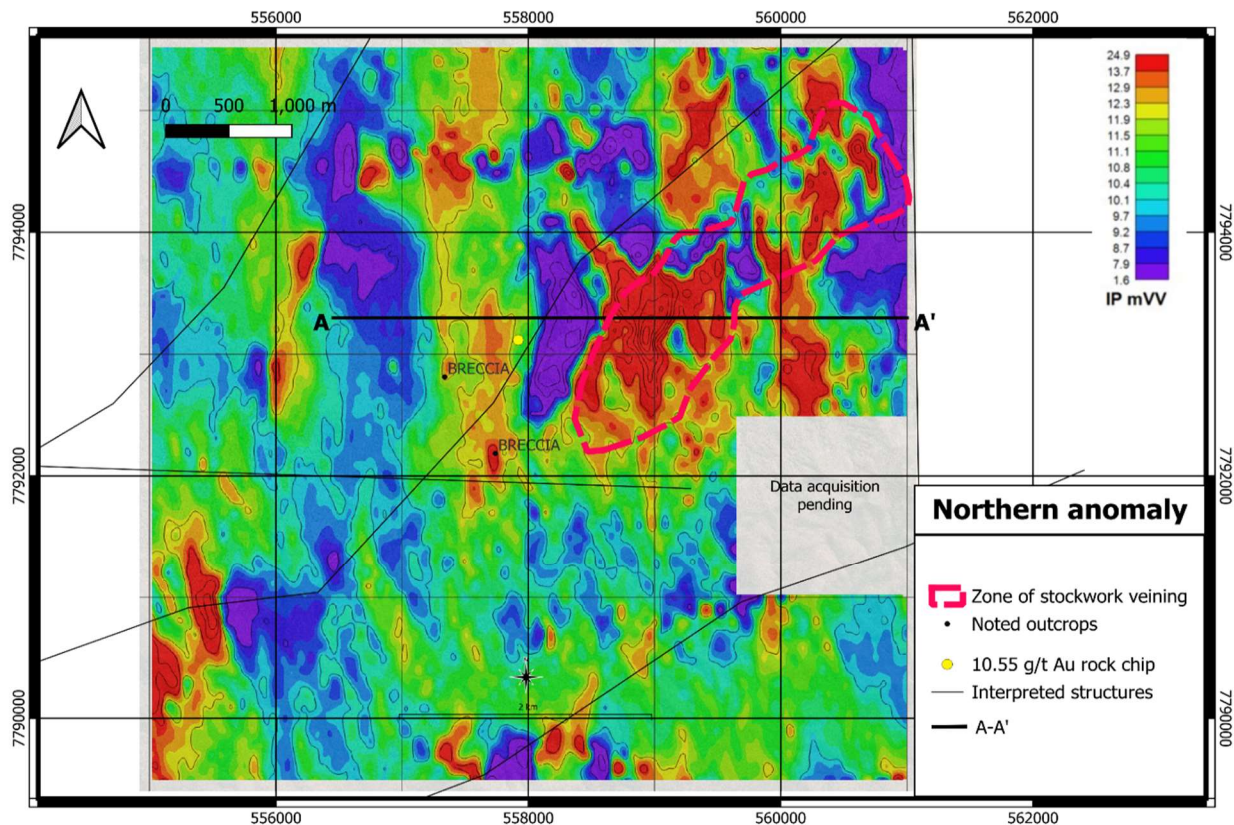 556000
558000
560000
562000
0 500 1,000 m
24.9
13.7
12.9
12.3
11.9
11.5
11.1
10.8
10.4
10.1
9.7
9.2
8.7
7.9
1.6
IP mVV
7794000
7794000
A
A'
BRECCIA
BRECCIA
7792000
7792000
Data acquisition
pending
Northern anomaly
Zone of stockwork veining
Noted outcrops
10.55 g/t Au rock chip
Interpreted structures
A-A'
2 km
7790000
7790000
556000
558000
560000
562000